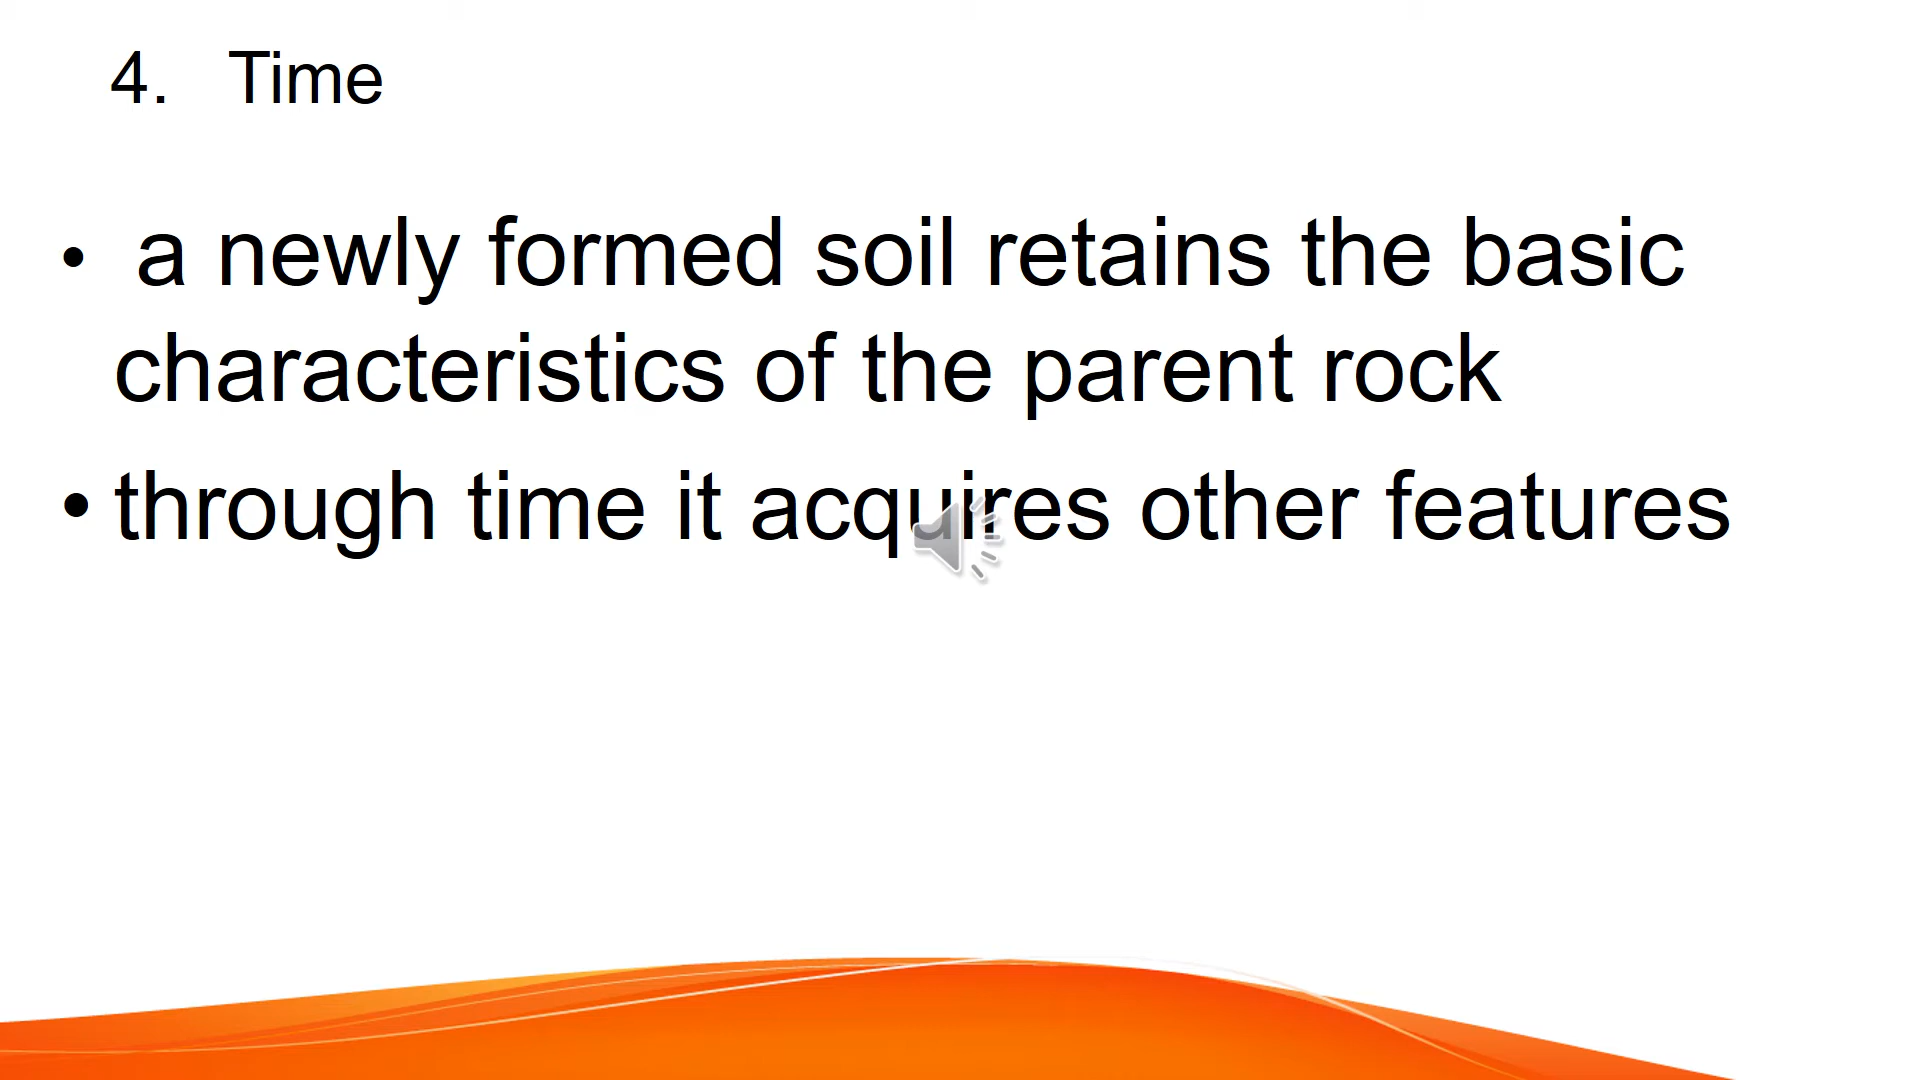 4. Time
• a newly formed soil retains the basic
characteristics of the parent rock
• through time it acquires other features